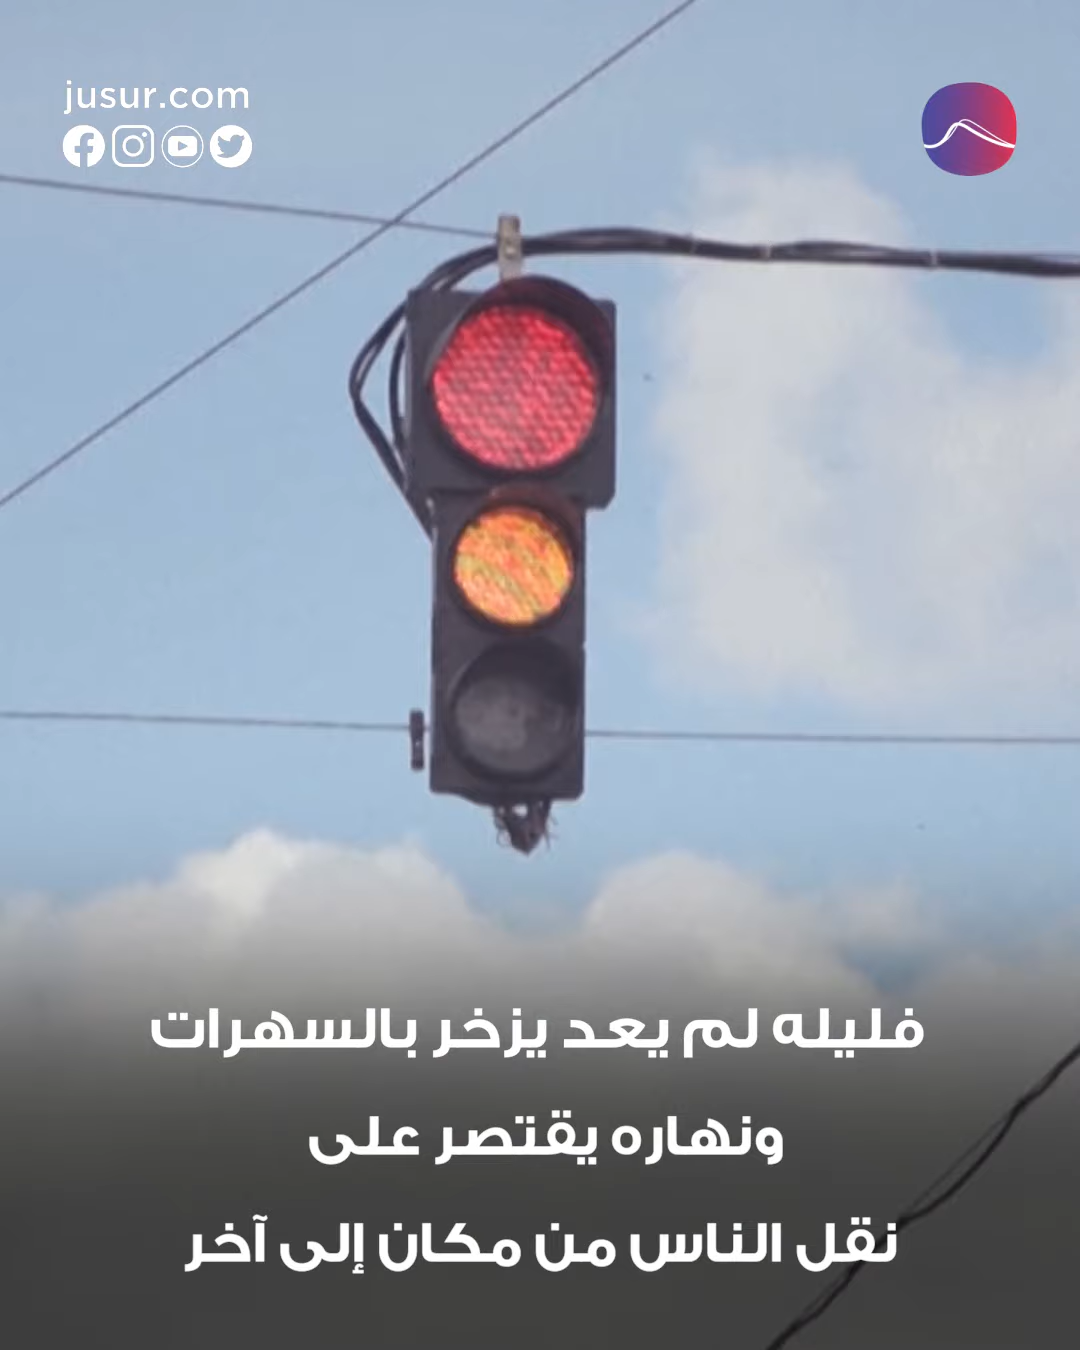 jusur.com
فليله لم يعد يزخر بالسهرات
ونهاره يقتصر على
نقل الناس من مكان إلى آخر